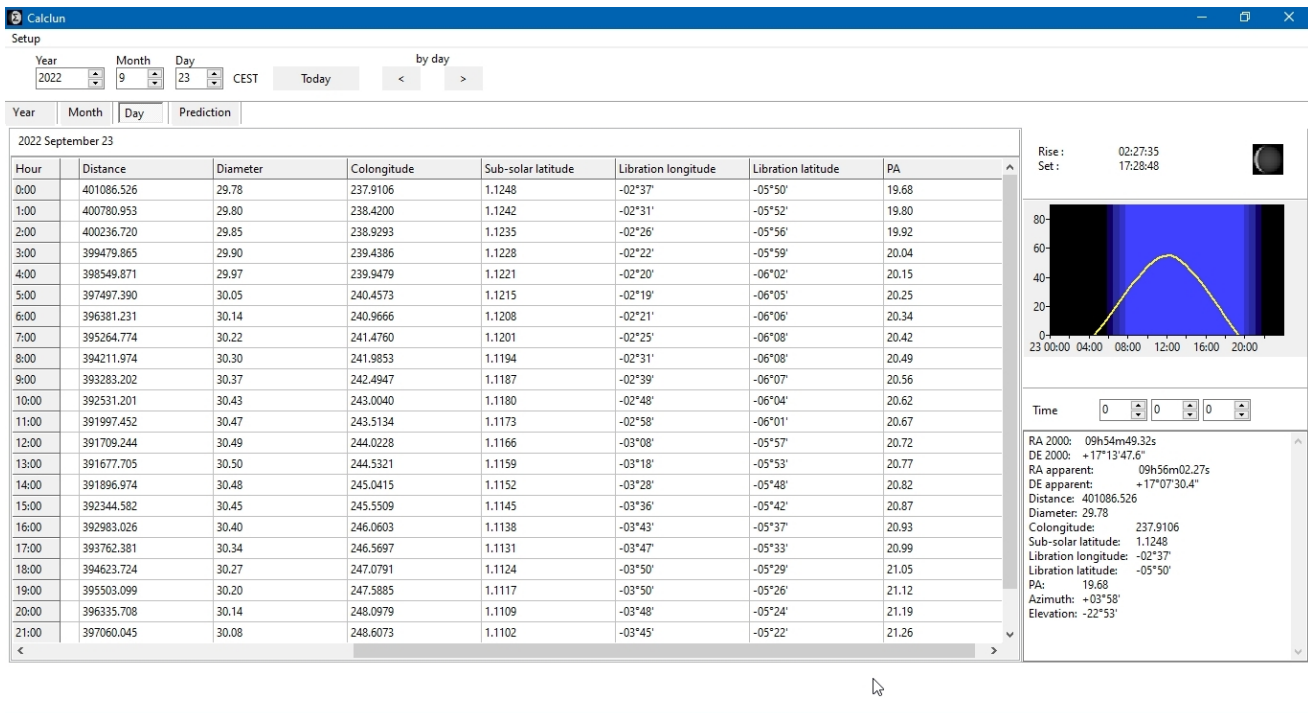 Calclun
Setup
Year Month Day by day
2022 9 23 CEST Today < >
Year Month Day Prediction
2022 September 23
Hour Distance Diameter Colongitude Sub-solar latitude Libration longitude Libration latitude PA
0:00 401086.526 29.78 237.9106 1.1248 -02°37' -05°50' 19.68
1:00 400780.953 29.80 238.4200 1.1242 -02°31' -05°52' 19.80
2:00 400236.720 29.85 238.9293 1.1235 -02°26' -05°56' 19.92
3:00 399479.865 29.90 239.4386 1.1228 -02°22' -05°59' 20.04
4:00 398549.871 29.97 239.9479 1.1221 -02°20' -06°02' 20.15
5:00 397497.390 30.05 240.4573 1.1215 -02°19' -06°05' 20.25
6:00 396381.231 30.14 240.9666 1.1208 -02°21' -06°06' 20.34
7:00 395264.774 30.22 241.4760 1.1201 -02°25' -06°08' 20.42
8:00 394211.974 30.30 241.9853 1.1194 -02°31' -06°08' 20.49
9:00 393283.202 30.37 242.4947 1.1187 -02°39' -06°07' 20.56
10:00 392531.201 30.43 243.0040 1.1180 -02°48' -06°04' 20.62
11:00 391997.452 30.47 243.5134 1.1173 -02°58' -06°01' 20.67
12:00 391709.244 30.49 244.0228 1.1166 -03°08' -05°57' 20.72
13:00 391677.705 30.50 244.5321 1.1159 -03°18' -05°53' 20.77
14:00 391896.974 30.48 245.0415 1.1152 -03°28' -05°48' 20.82
15:00 392344.582 30.45 245.5509 1.1145 -03°36' -05°42' 20.87
16:00 392983.026 30.40 246.0603 1.1138 -03°43' -05°37' 20.93
17:00 393762.381 30.34 246.5697 1.1131 -03°47' -05°33' 20.99
18:00 394623.724 30.27 247.0791 1.1124 -03°50' -05°29' 21.05
19:00 395503.099 30.20 247.5885 1.1117 -03°50' -05°26' 21.12
20:00 396335.708 30.14 248.0979 1.1109 -03°48' -05°24' 21.19
21:00 397060.045 30.08 248.6073 1.1102 -03°45' -05°22' 21.26
Rise : 02:27:35
Set : 17:28:48
80
60
40
20
0
23 00:00 04:00 08:00 12:00 16:00 20:00
Time 0 0 0
RA 2000: 09h54m49.32s
DE 2000: +17°13'47.6"
RA apparent: 09h56m02.27s
DE apparent: +17°07'30.4"
Distance: 401086.526
Diameter: 29.78
Colongitude: 237.9106
Sub-solar latitude: 1.1248
Libration longitude: -02°37'
Libration latitude: -05°50'
PA: 19.68
Azimuth: +03°58'
Elevation: -22°53'